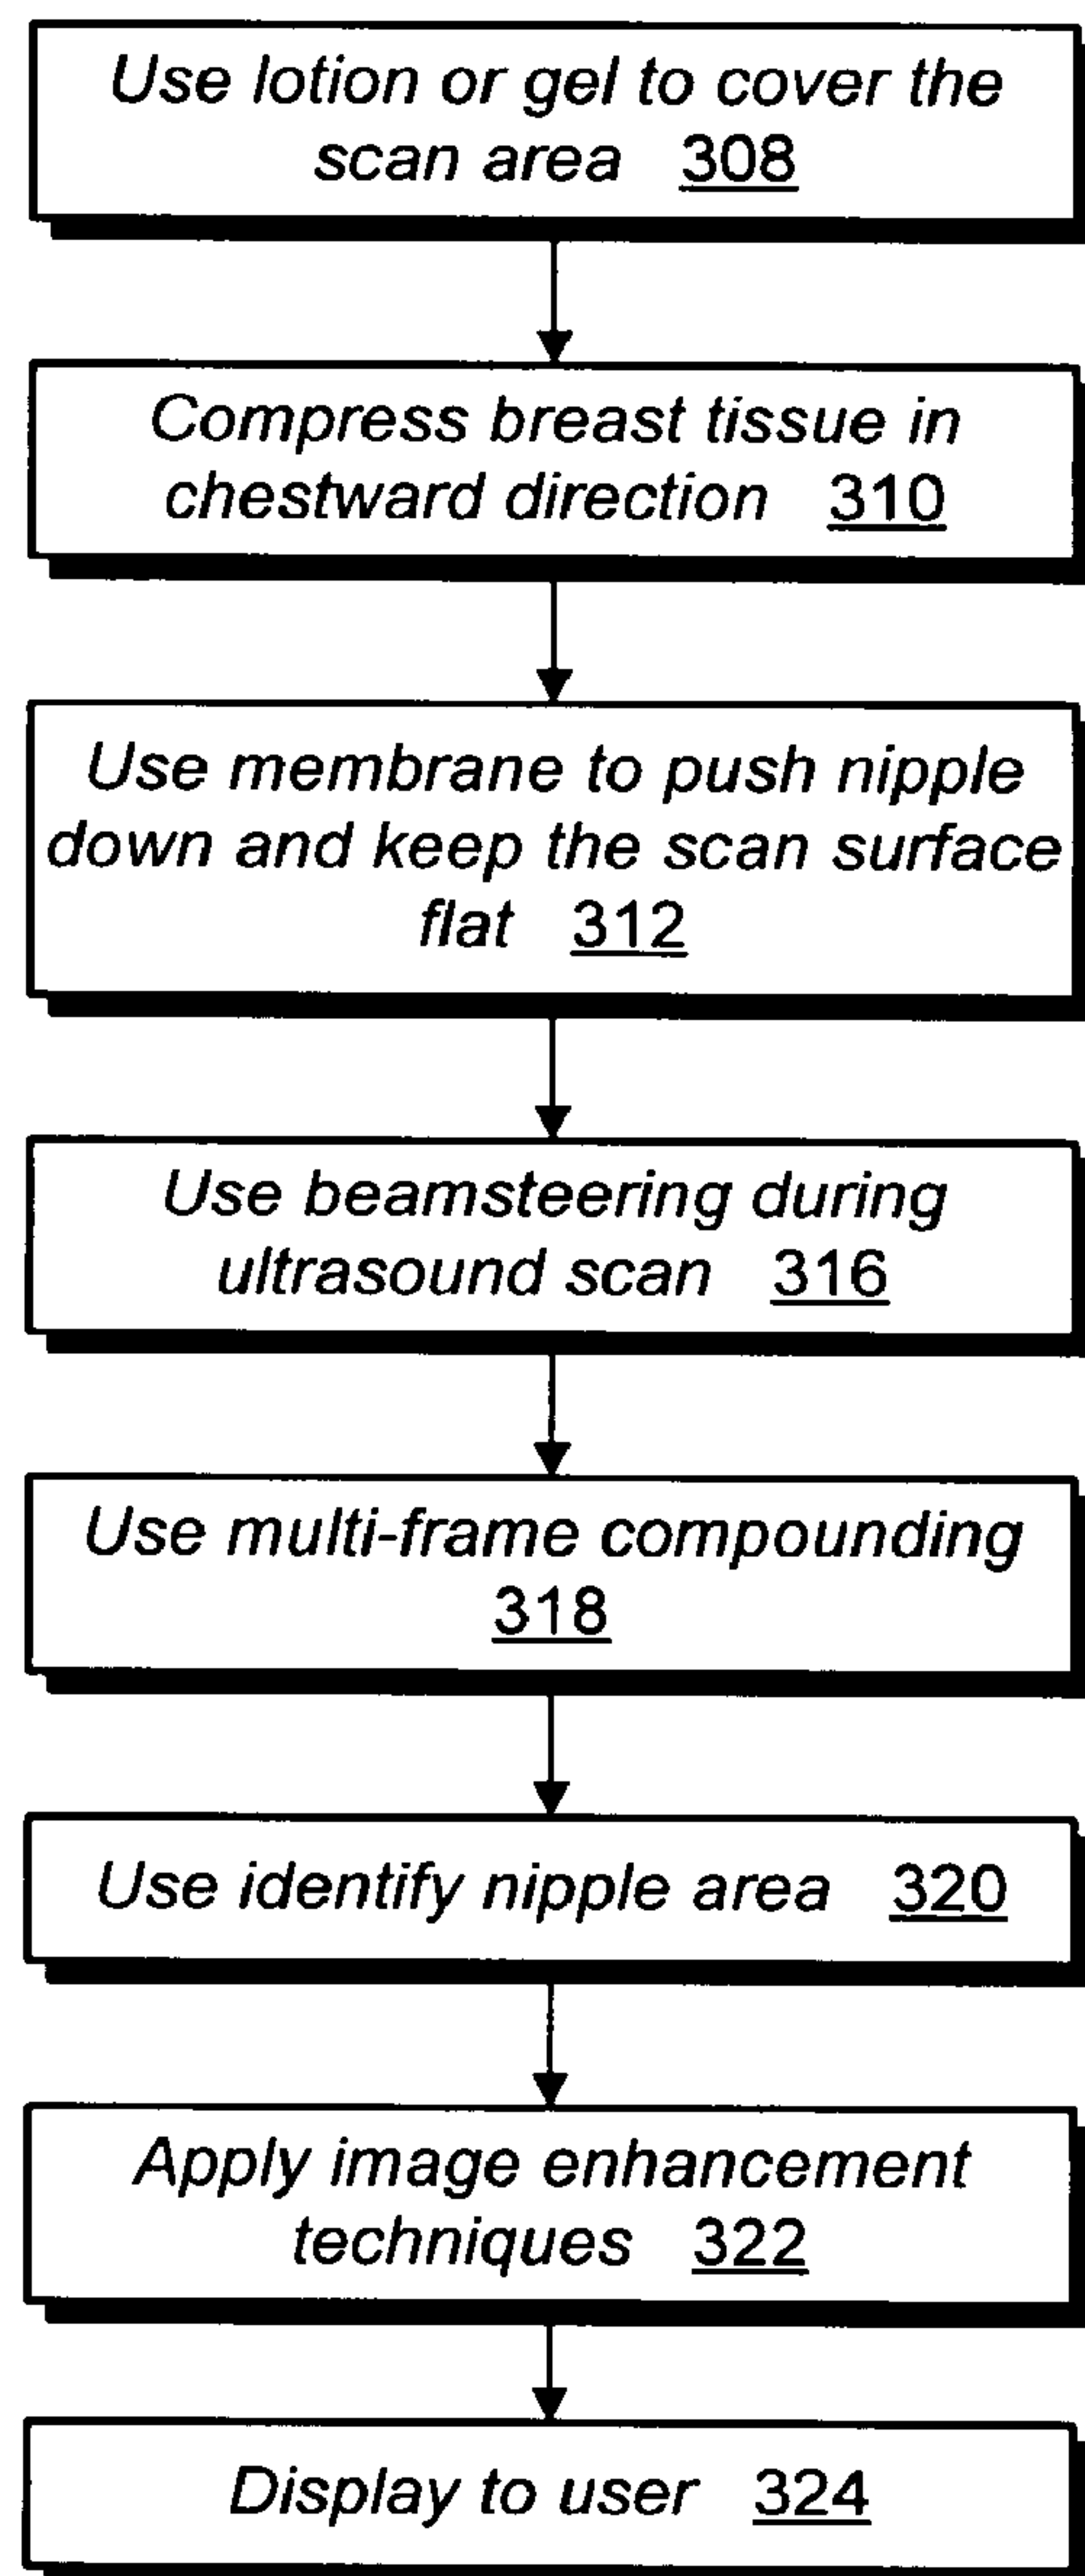 Use lotion or gel to cover the
scan area 308
Compress breast tissue in
chestward direction 310
Use membrane to push nipple
down and keep the scan surface
flat 312
Use beamsteering during
ultrasound scan 316
Use multi-frame compounding
318
Use identify nipple area 320
Apply image enhancement
techniques 322
Display to user 324